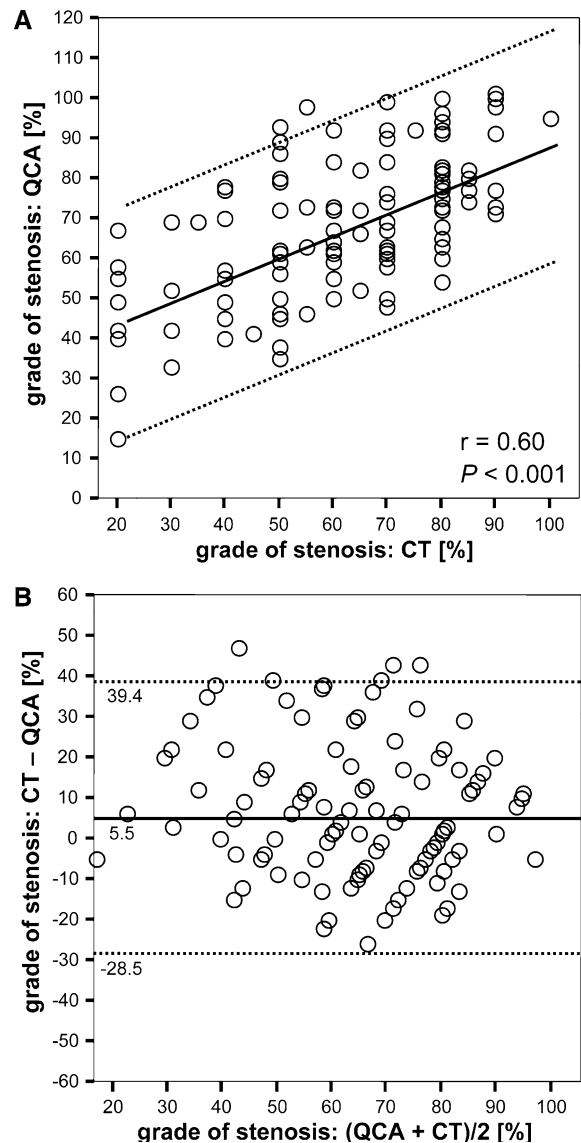 A
grade of stenosis: QCA [%]
120
110
100
90
80
70
60
50
40
30
20
10
0
r = 0.60
P < 0.001
20 30 40 50 60 70 80 90 100
grade of stenosis: CT [%]
B
grade of stenosis: CT – QCA [%]
60
50
40
39.4
30
20
10
5.5
0
-10
-20
-30
-28.5
-40
-50
-60
20 30 40 50 60 70 80 90 100
grade of stenosis: (QCA + CT)/2 [%]